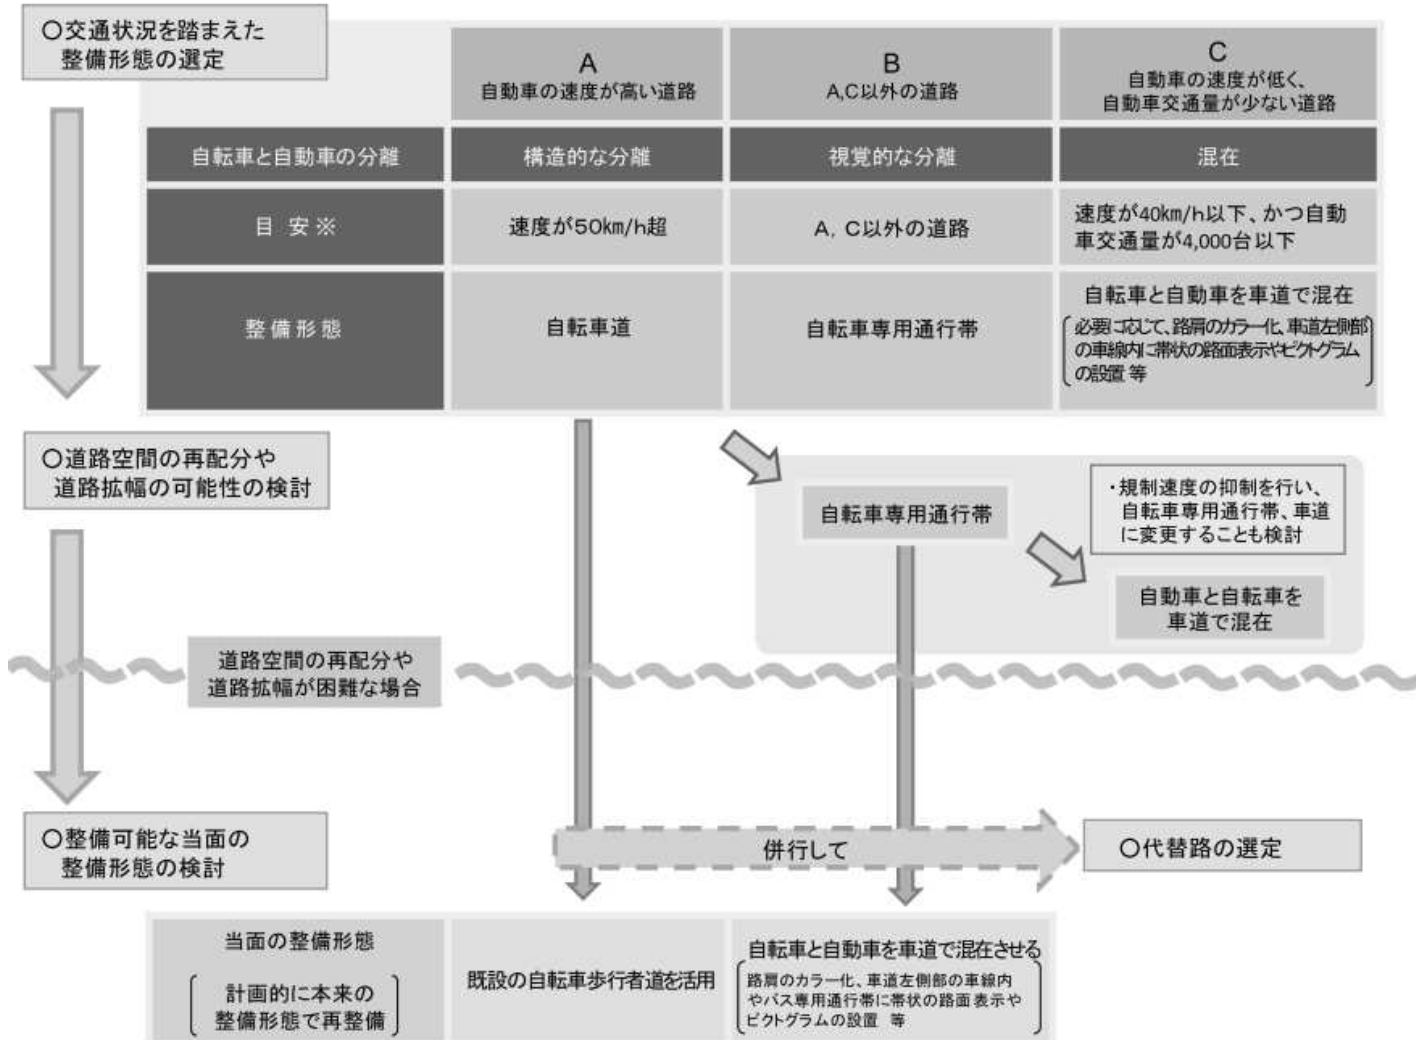 〇交通状況を踏まえた
整備形態の選定
A
自動車の速度が高い道路
B
A,C以外の道路
C
自動車の速度が低く、
自動車交通量が少ない道路
自転車と自動車の分離
構造的な分離
視覚的な分離
混在
目 安※
速度が50km/h超
A，C以外の道路
速度が40km/h以下、かつ自動
車交通量が4,000台以下
整備形態
自転車道
自転車専用通行帯
自転車と自動車を車道で混在
必要に応じて、路肩のカラー化、車道左側部
の車線内に帯状の路面表示やピクトグラム
の設置 等
〇道路空間の再配分や
道路拡幅の可能性の検討
自転車専用通行帯
・規制速度の抑制を行い、
自転車専用通行帯、車道
に変更することも検討
自動車と自転車を
車道で混在
道路空間の再配分や
道路拡幅が困難な場合
〇整備可能な当面の
整備形態の検討
併行して
〇代替路の選定
当面の整備形態
計画的に本来の
整備形態で再整備
既設の自転車歩行者道を活用
自転車と自動車を車道で混在させる
路肩のカラー化、車道左側部の車線内
やバス専用通行帯に帯状の路面表示や
ピクトグラムの設置 等